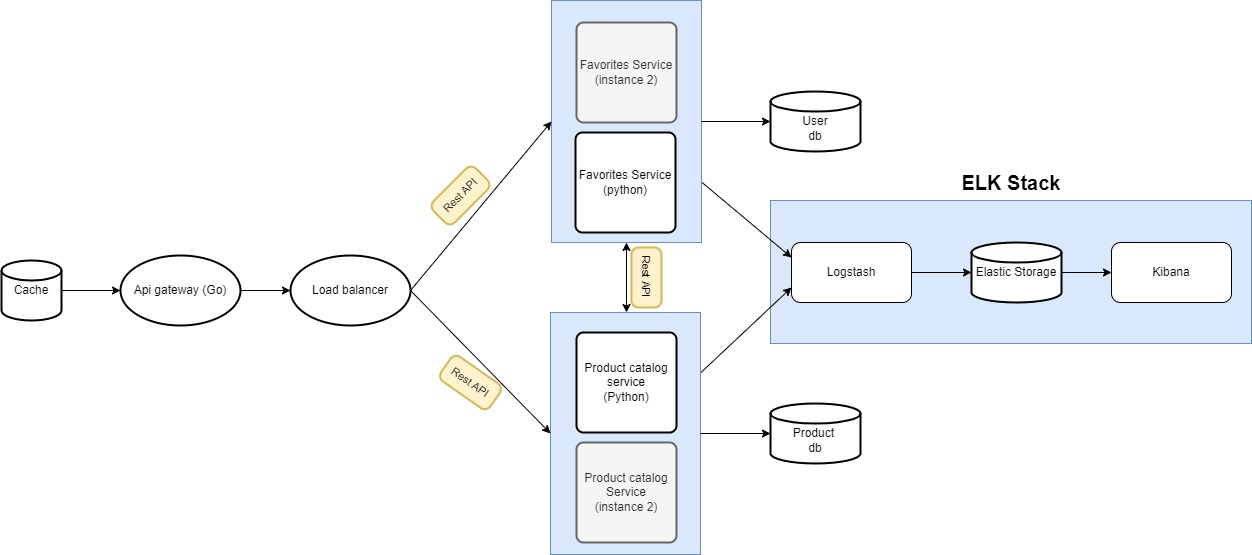 Cache
Api gateway (Go)
Load balancer
Rest API
Rest API
Favorites Service
(instance 2)
Favorites Service
(python)
Rest API
Product catalog
service
(Python)
Product catalog
Service
(instance 2)
User
db
Product
db
ELK Stack
Logstash
Elastic Storage
Kibana